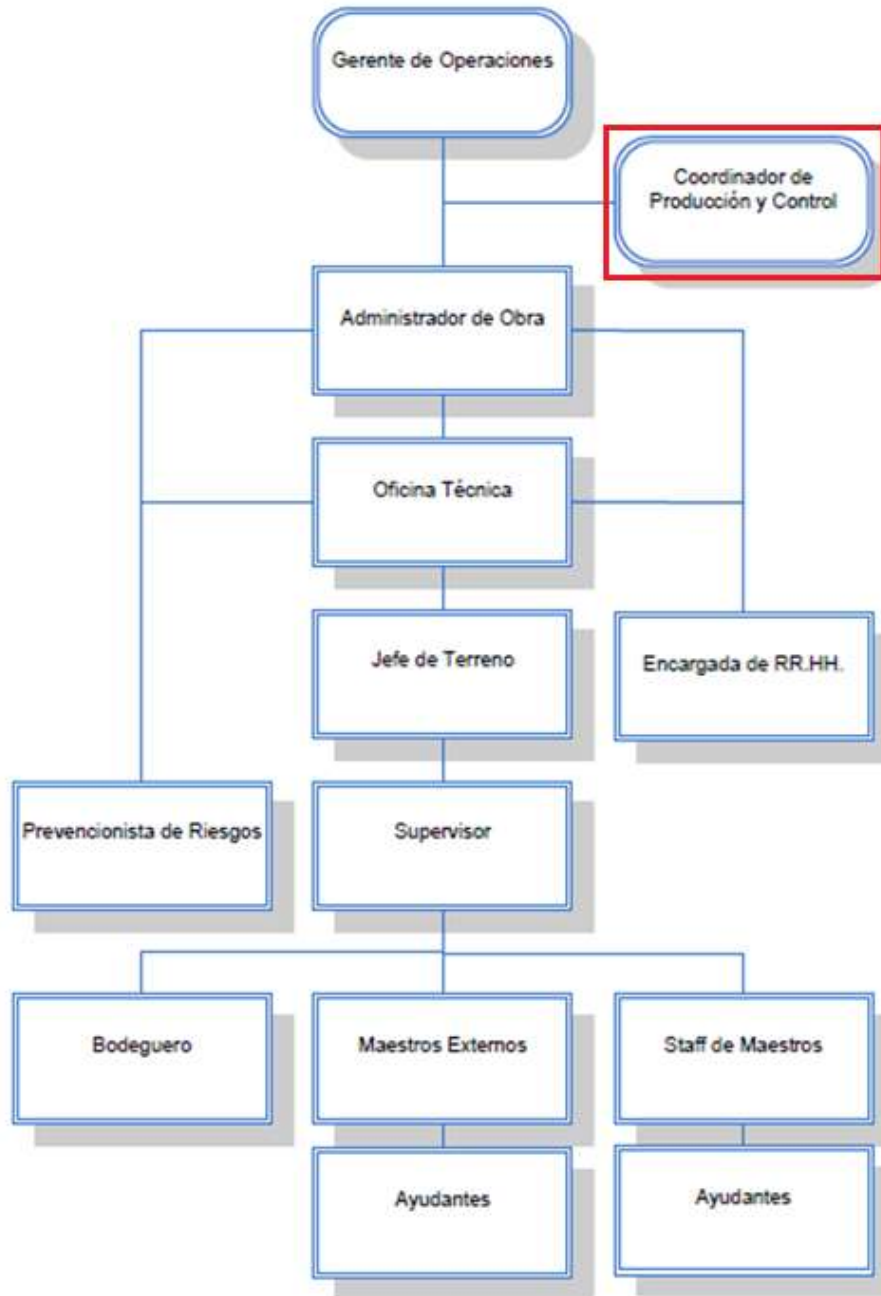 Gerente de Operaciones
Coordinador de
Producción y Control
Administrador de Obra
Oficina Técnica
Jefe de Terreno
Encargada de RR.HH.
Prevencionista de Riesgos
Supervisor
Bodeguero
Maestros Externos
Staff de Maestros
Ayudantes
Ayudantes